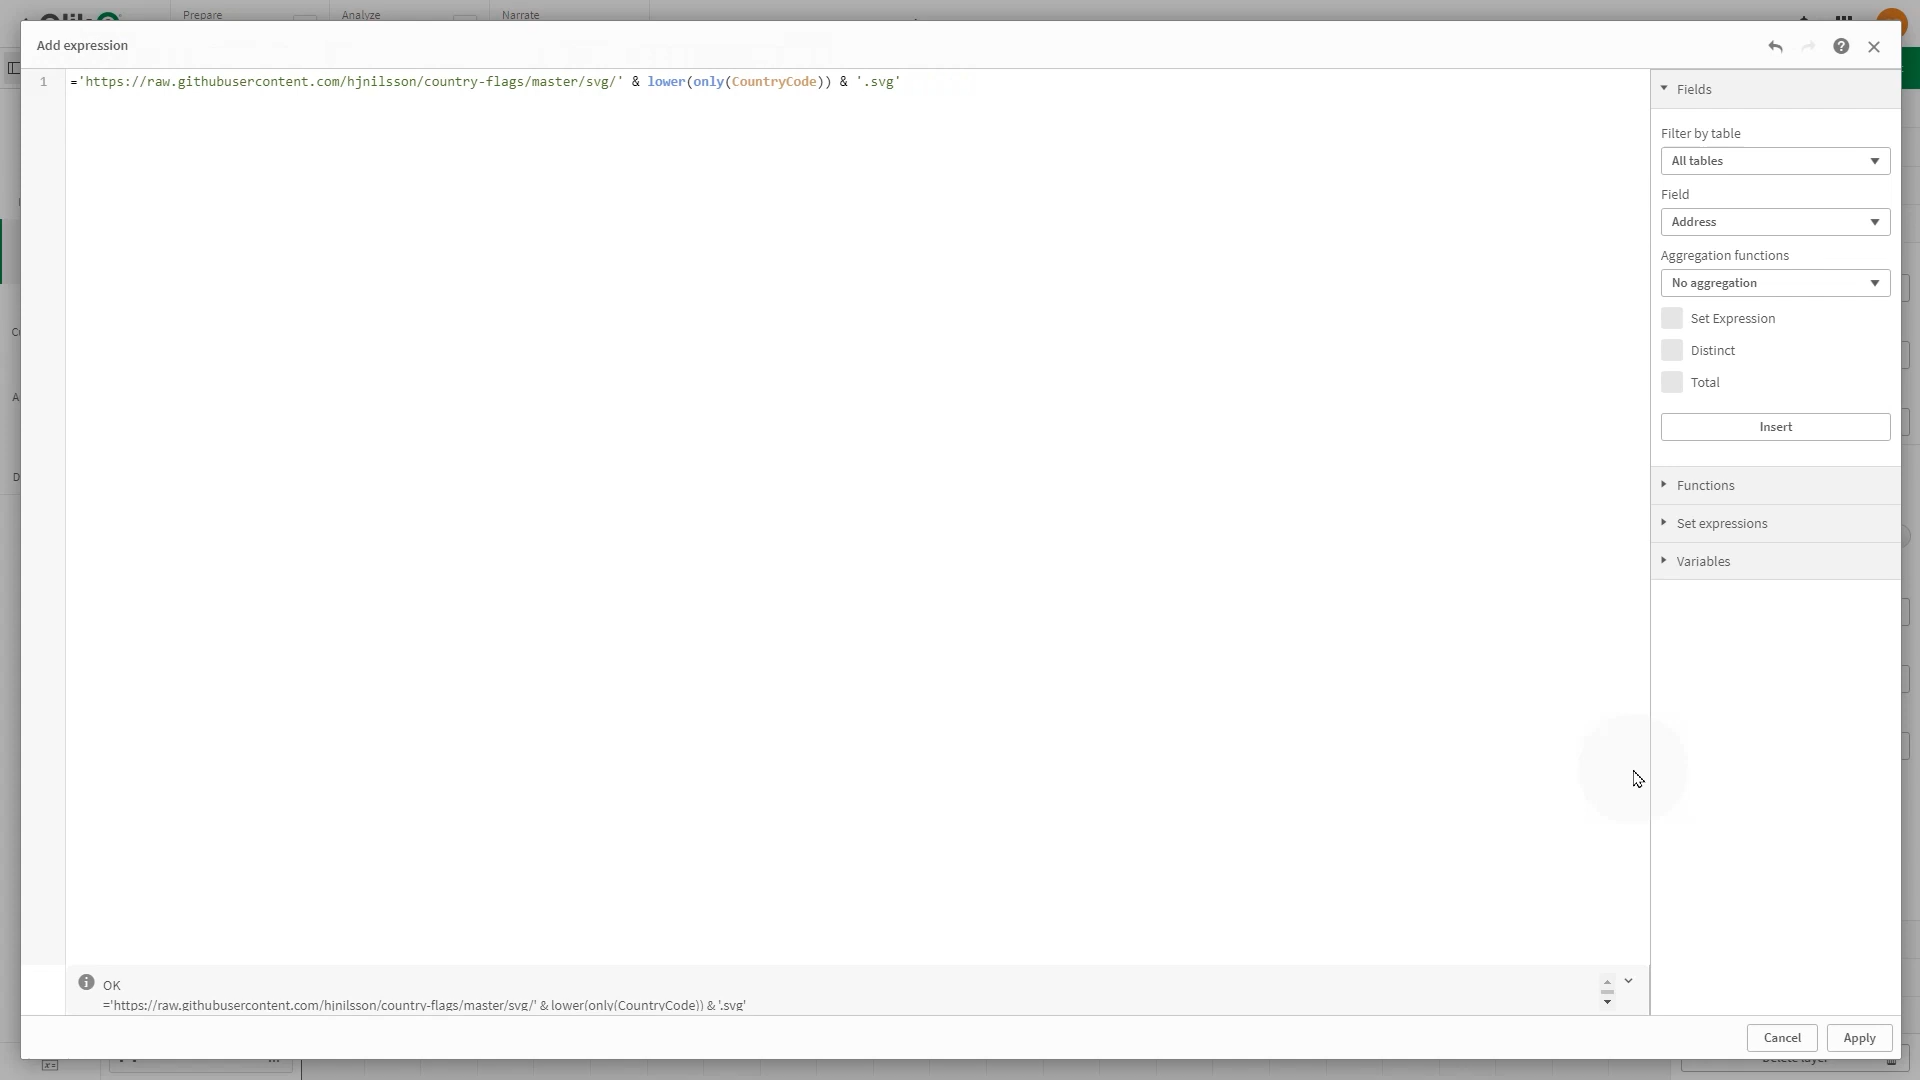 Prepare
Analyze
Narrate
Add expression
1
='https://raw.githubusercontent.com/hjnilsson/country-flags/master/svg/' & lower(only(CountryCode)) & '.svg'
Fields
Filter by table
All tables
Field
Address
Aggregation functions
No aggregation
Set Expression
Distinct
Total
Insert
Functions
Set expressions
Variables
OK
='https://raw.githubusercontent.com/hjnilsson/country-flags/master/svg/' & lower(only(CountryCode)) & '.svg'
Cancel
Apply